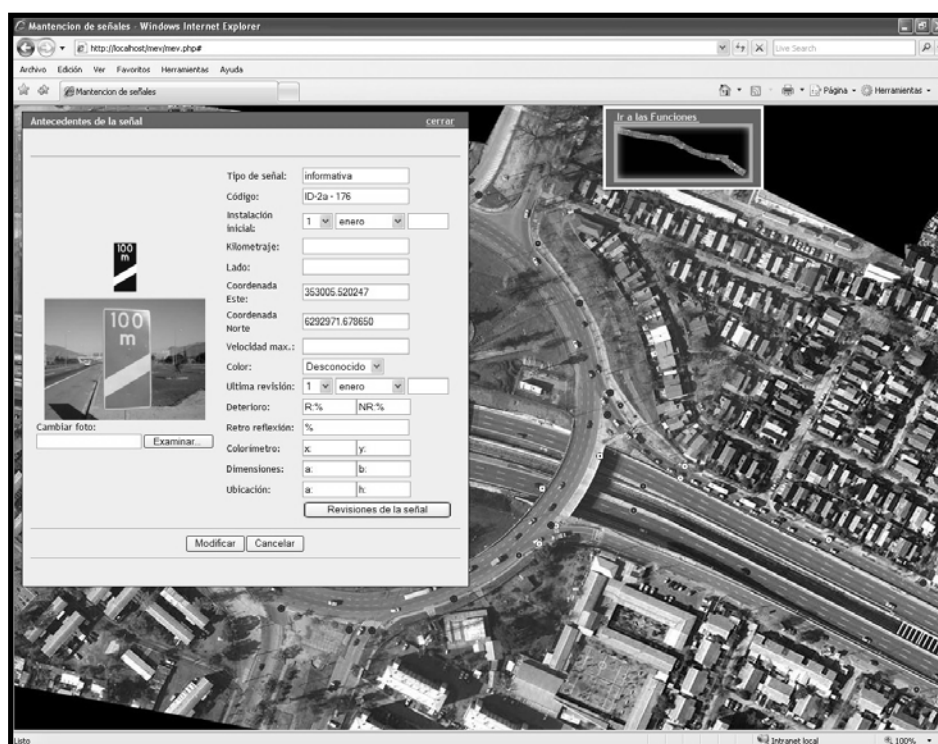 Mantencion de señales - Windows Internet Explorer
http://localhost/mev/mev.php#
Live Search
Archivo Edición Ver Favoritos Herramientas Ayuda
Mantencion de señales
Página Herramientas
Antecedentes de la señal cerrar
Ir a las Funciones
Tipo de señal: informativa
Código: ID-2a - 176
Instalación inicial: 1 enero
Kilometraje:
Lado:
Coordenada Este: 353005.520247
Coordenada Norte 6292971.678650
Velocidad max.:
Color: Desconocido
Ultima revisión: 1 enero
Deterioro: R:% NR:%
Retro reflexión: %
Colorímetro: x: y:
Dimensiones: a: b:
Ubicación: a: h:
Revisiones de la señal
100
m
100
m
Cambiar foto:
Examinar...
Modificar Cancelar
Listo Intranet local 100%